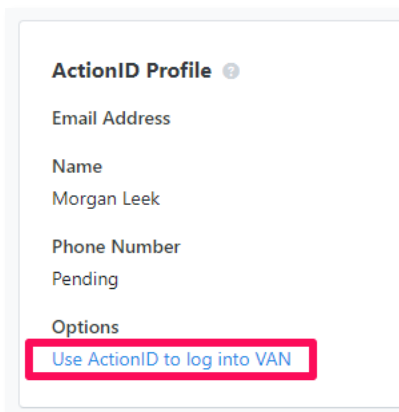 ActionID Profile ?
Email Address
Name
Morgan Leek
Phone Number
Pending
Options
Use ActionID to log into VAN